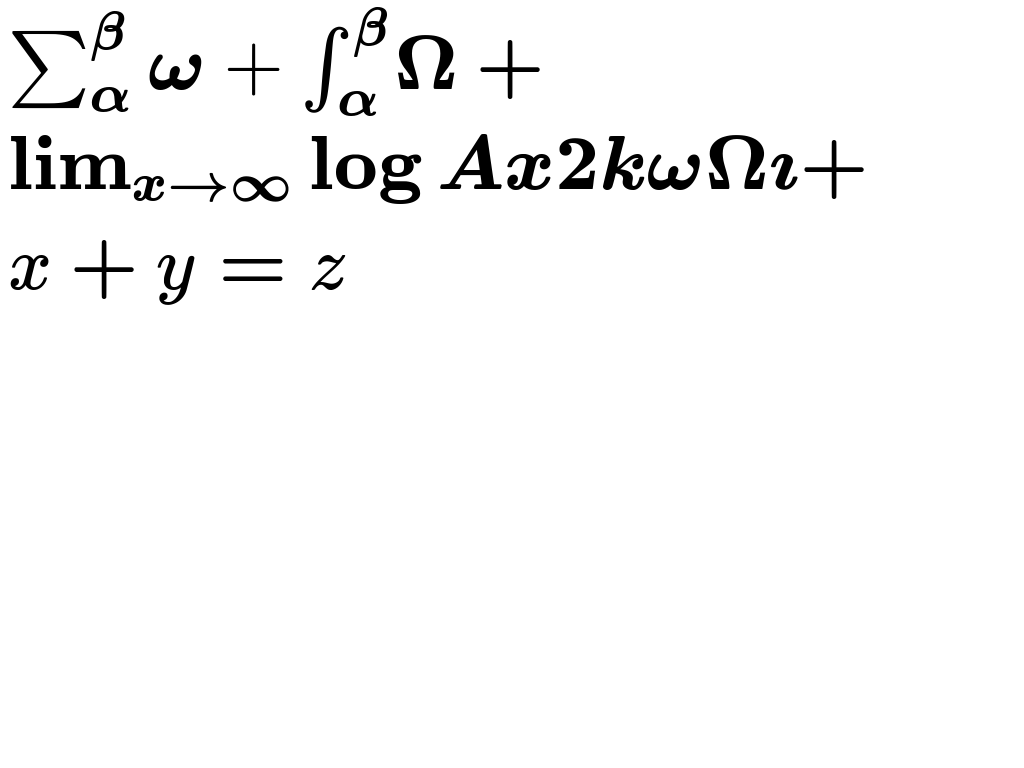 ∑_α^β ω + ∫_α^β Ω +
lim_{x→∞} log Ax2kωΩı+
x + y = z